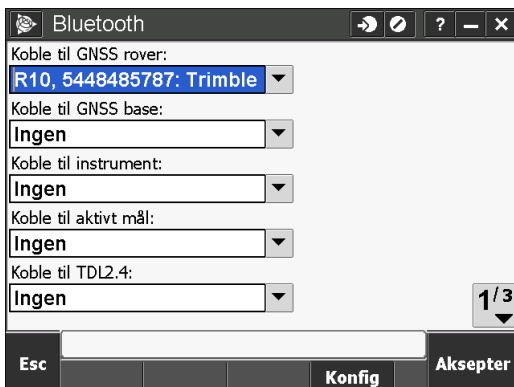 Bluetooth ? – ×
Koble til GNSS rover:
R10, 5448485787: Trimble
Koble til GNSS base:
Ingen
Koble til instrument:
Ingen
Koble til aktivt mål:
Ingen
Koble til TDL2.4:
Ingen
1/3
Esc
Konfig
Aksepter